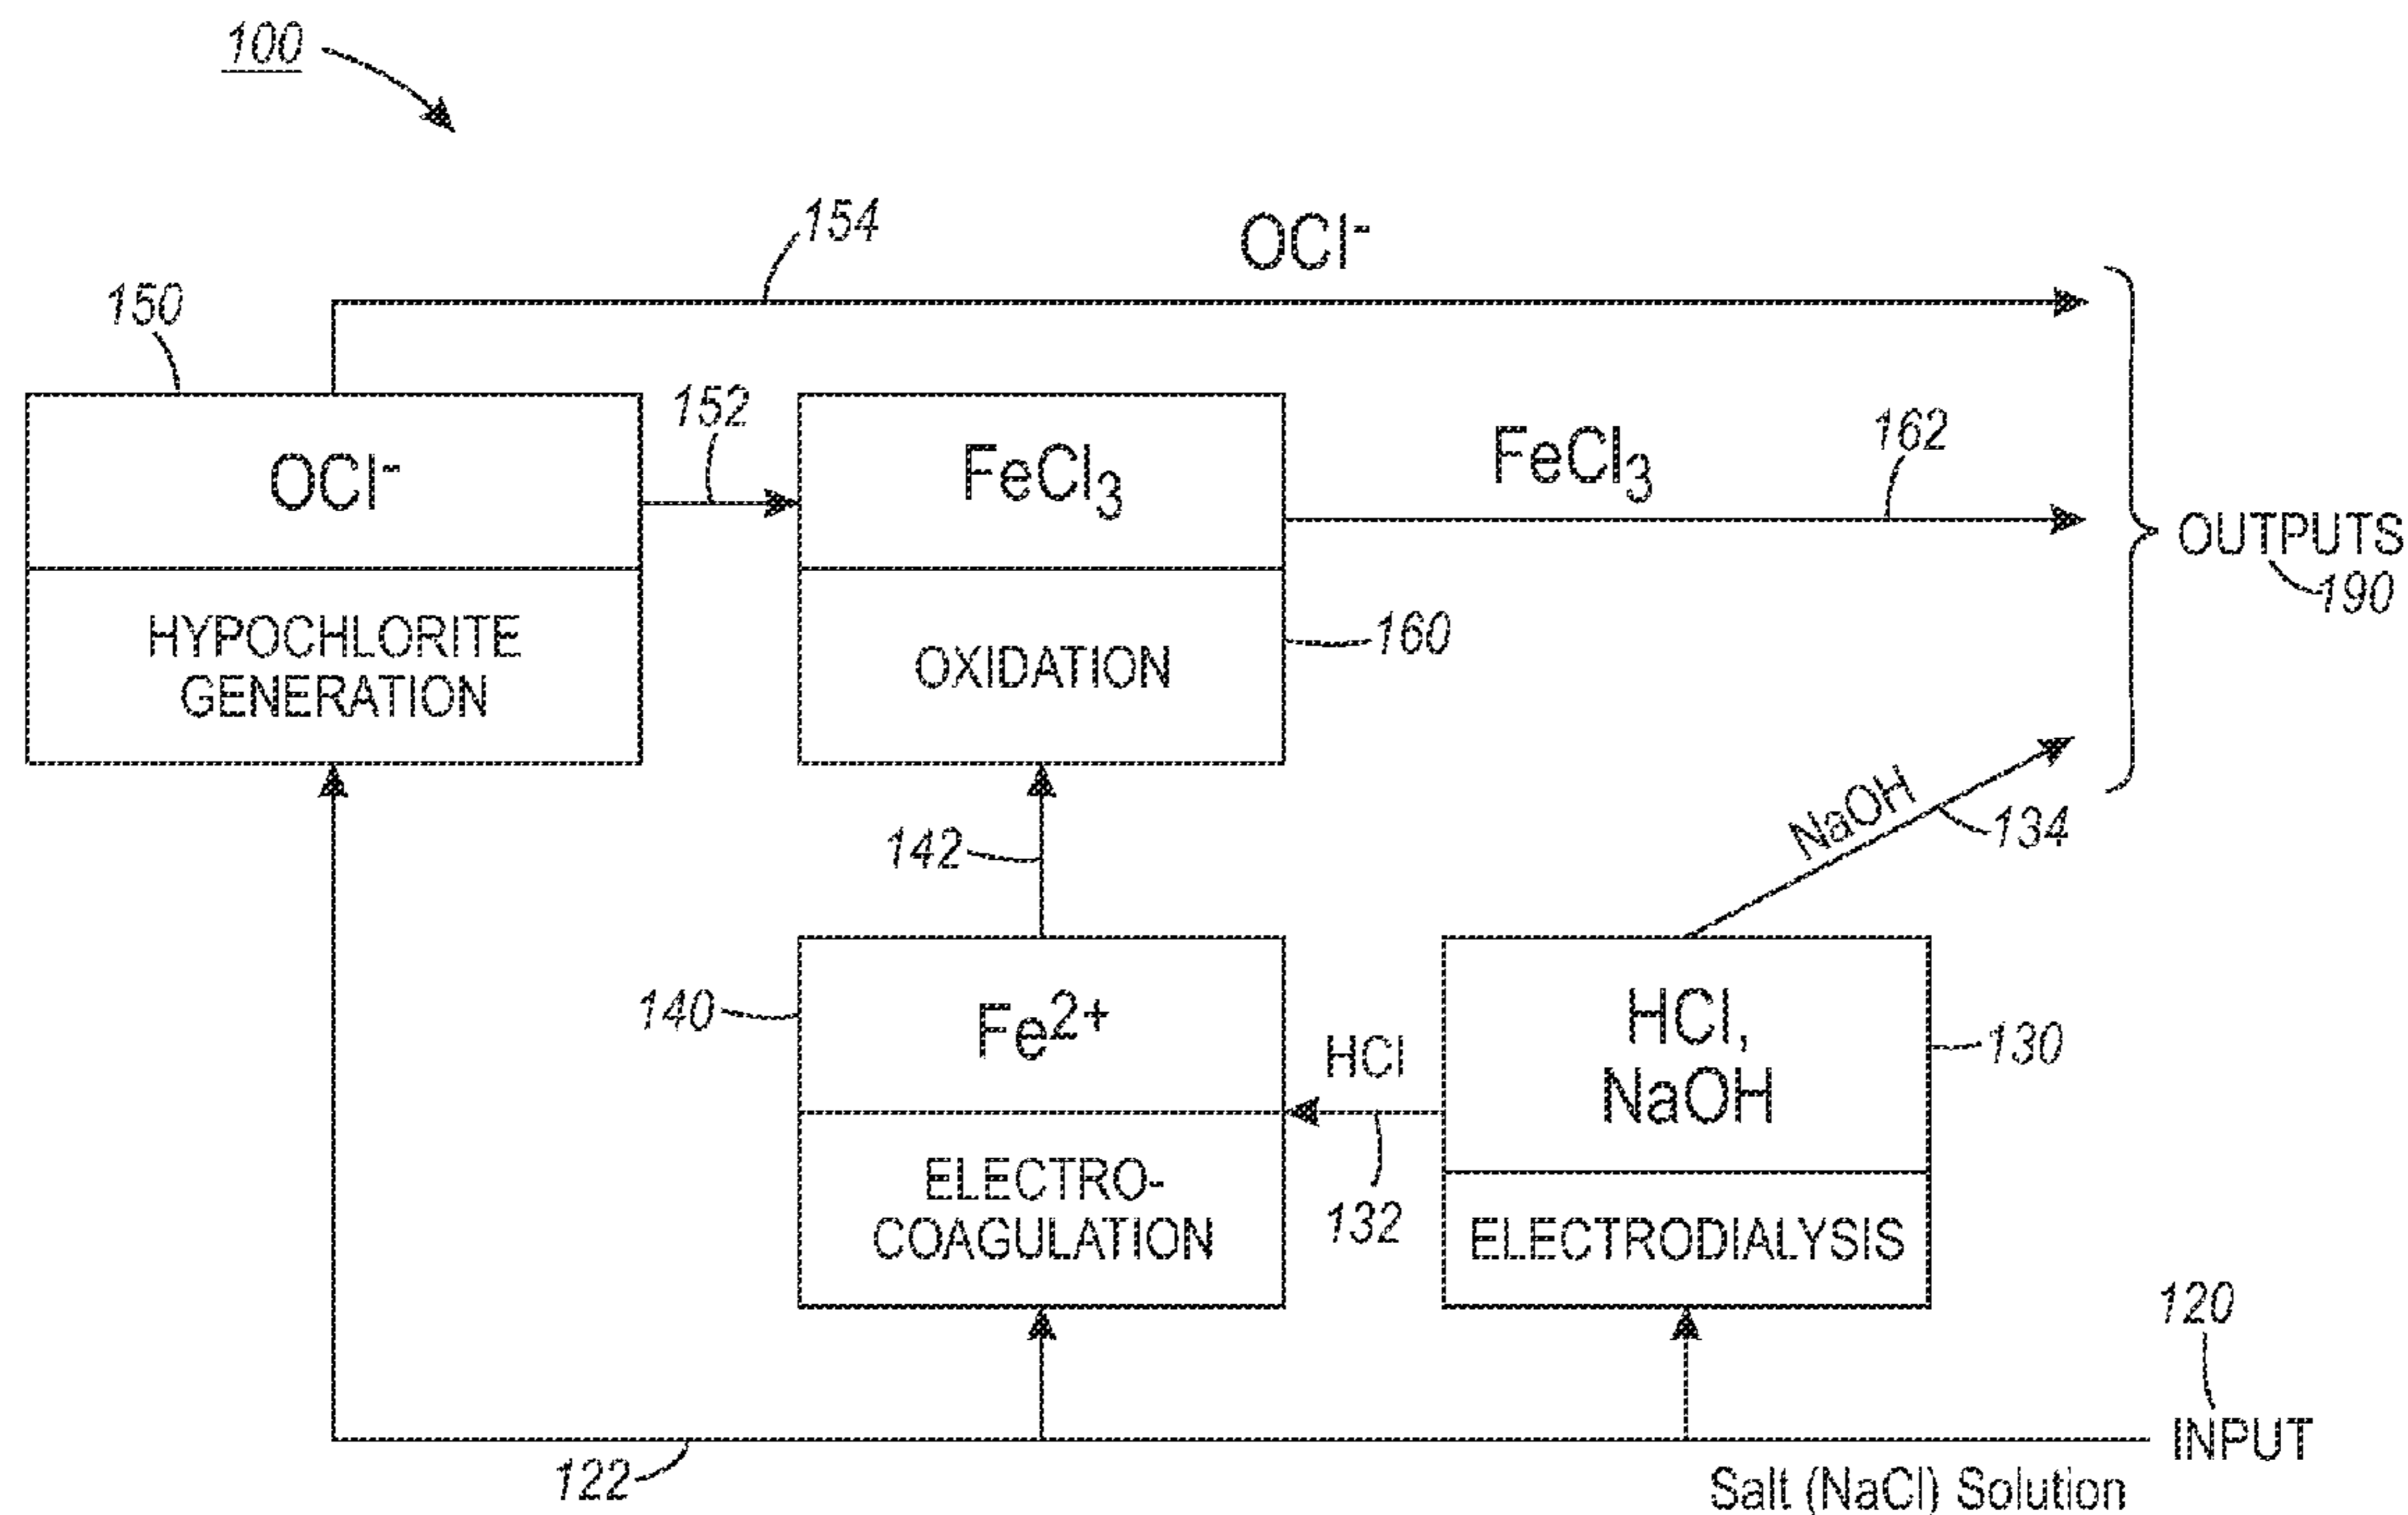 100
154
OCl⁻
150
152
162
OCl⁻
FeCl₃
FeCl₃
OUTPUTS
190
HYPOCHLORITE
GENERATION
OXIDATION
160
NaOH
134
142
140
Fe²⁺
HCl
HCl,
NaOH
130
ELECTRO-
COAGULATION
132
ELECTRODIALYSIS
120
INPUT
122
Salt (NaCl) Solution